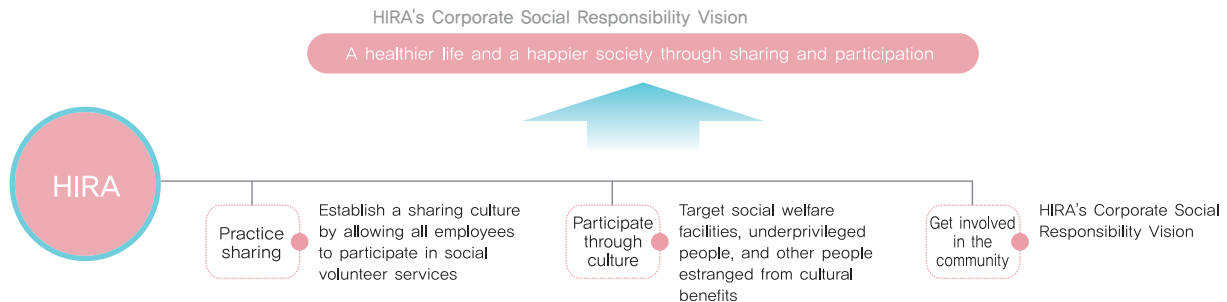 HIRA's Corporate Social Responsibility Vision
A healthier life and a happier society through sharing and participation
HIRA
Practice
sharing
Establish a sharing culture
by allowing all employees
to participate in social
volunteer services
Participate
through
culture
Target social welfare
facilities, underprivileged
people, and other people
estranged from cultural
benefits
Get involved
in the
community
HIRA's Corporate Social
Responsibility Vision